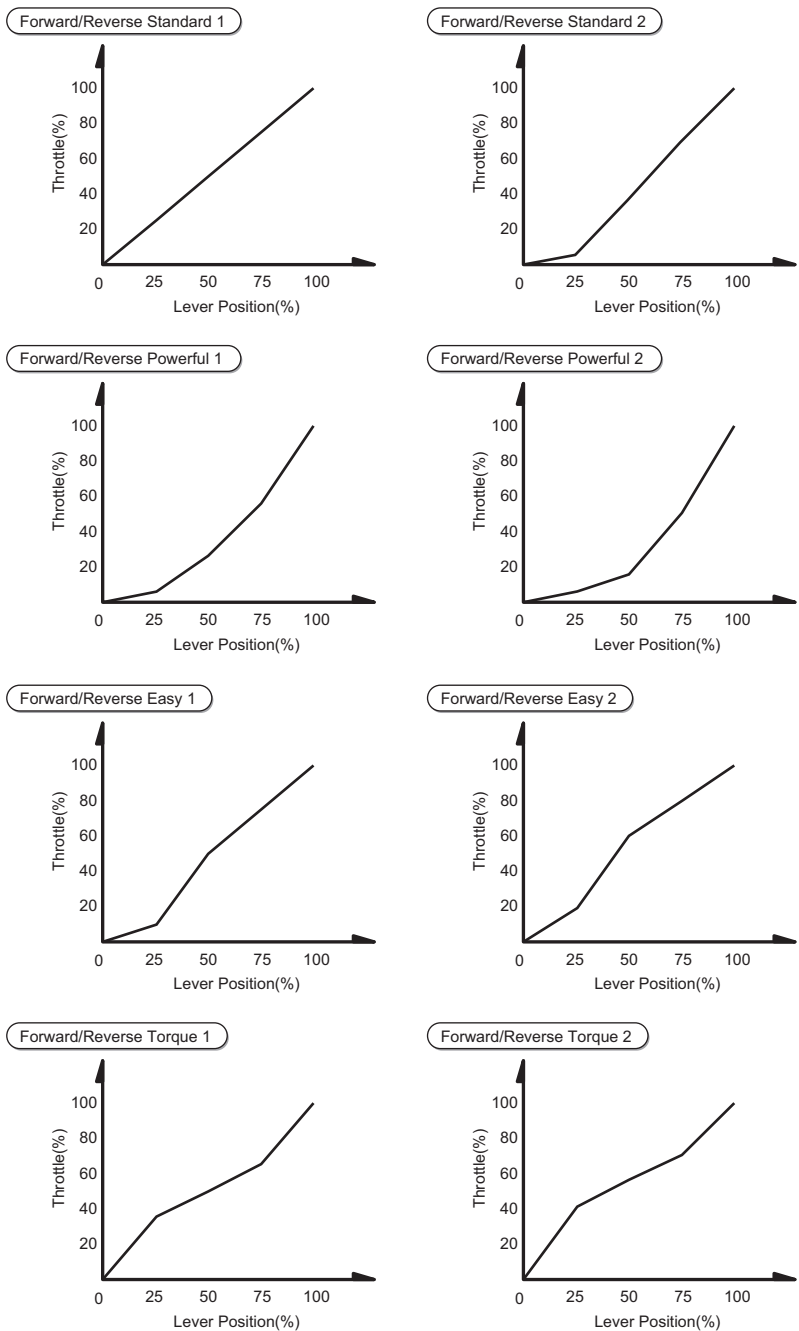 Forward/Reverse Standard 1
100
80
60
40
20
Throttle(%)
0 25 50 75 100
Lever Position(%)
Forward/Reverse Standard 2
100
80
60
40
20
Throttle(%)
0 25 50 75 100
Lever Position(%)
Forward/Reverse Powerful 1
100
80
60
40
20
Throttle(%)
0 25 50 75 100
Lever Position(%)
Forward/Reverse Powerful 2
100
80
60
40
20
Throttle(%)
0 25 50 75 100
Lever Position(%)
Forward/Reverse Easy 1
100
80
60
40
20
Throttle(%)
0 25 50 75 100
Lever Position(%)
Forward/Reverse Easy 2
100
80
60
40
20
Throttle(%)
0 25 50 75 100
Lever Position(%)
Forward/Reverse Torque 1
100
80
60
40
20
Throttle(%)
0 25 50 75 100
Lever Position(%)
Forward/Reverse Torque 2
100
80
60
40
20
Throttle(%)
0 25 50 75 100
Lever Position(%)